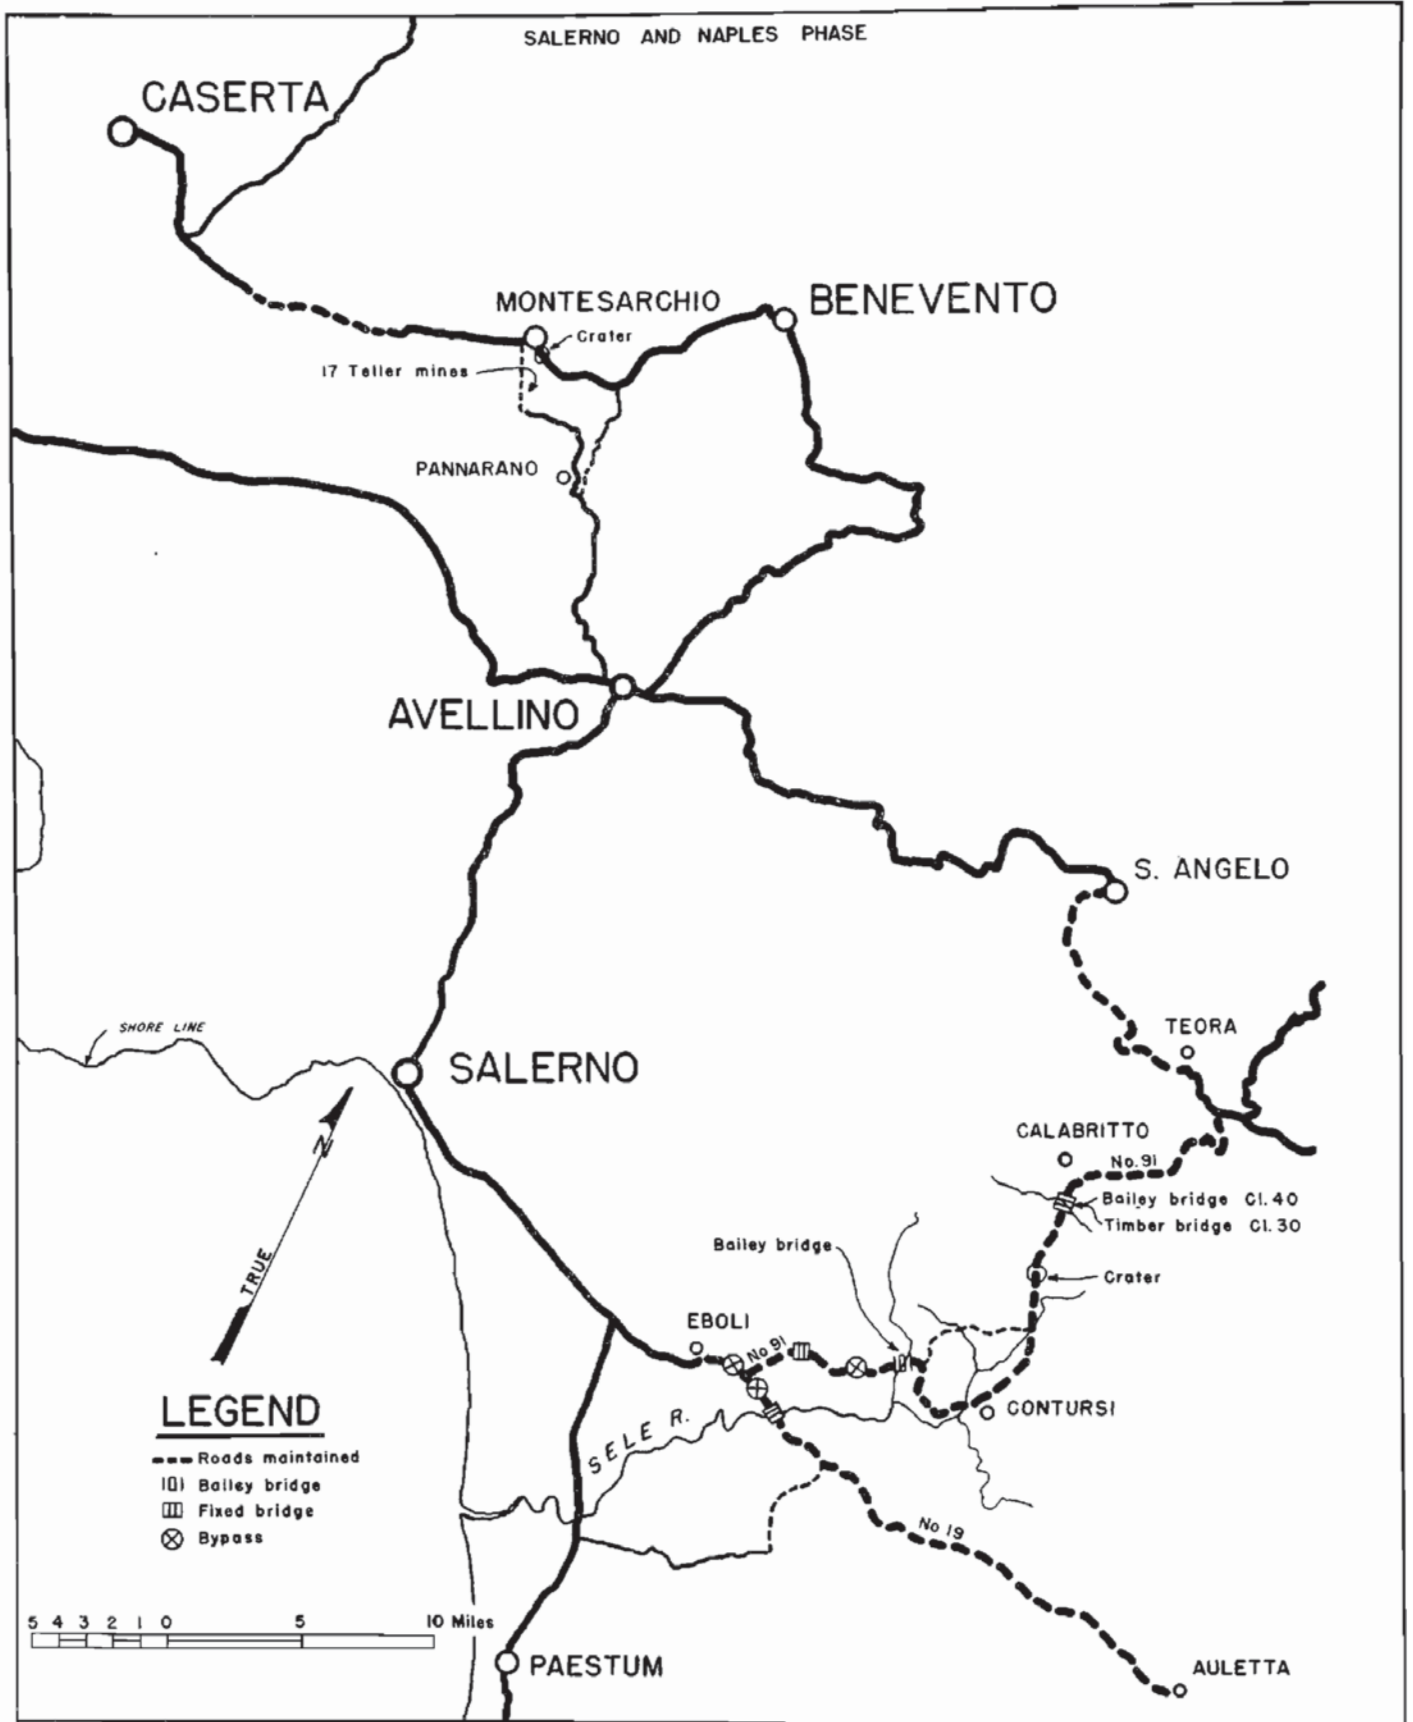 SALERNO AND NAPLES PHASE
CASERTA
MONTESARCHIO
BENEVENTO
Crater
17 Teller mines
PANNARANO
AVELLINO
S. ANGELO
SHORE LINE
TEORA
SALERNO
N
TRUE
CALABRITTO
No. 91
Bailey bridge Cl. 40
Timber bridge Cl. 30
Bailey bridge
Crater
EBOLI
No 91
CONTURSI
SELE R.
LEGEND
Roads maintained
Bailey bridge
Fixed bridge
Bypass
No 19
5 4 3 2 1 0 5 10 Miles
PAESTUM
AULETTA